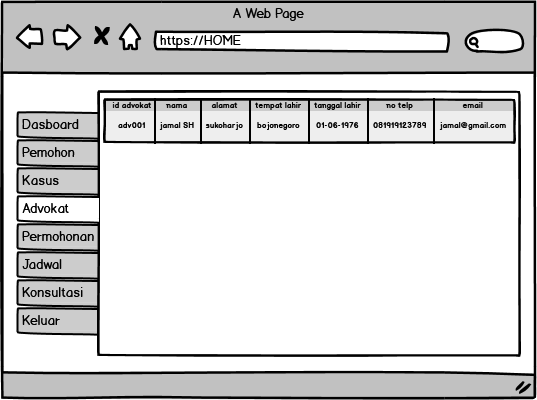 A Web Page
https://HOME
id advokat nama alamat tempat lahir tanggal lahir no telp email
adv001 jamal SH sukoharjo bojonegoro 01-06-1976 081919123789 jamal@gmail.com
Dasboard
Pemohon
Kasus
Advokat
Permohonan
Jadwal
Konsultasi
Keluar